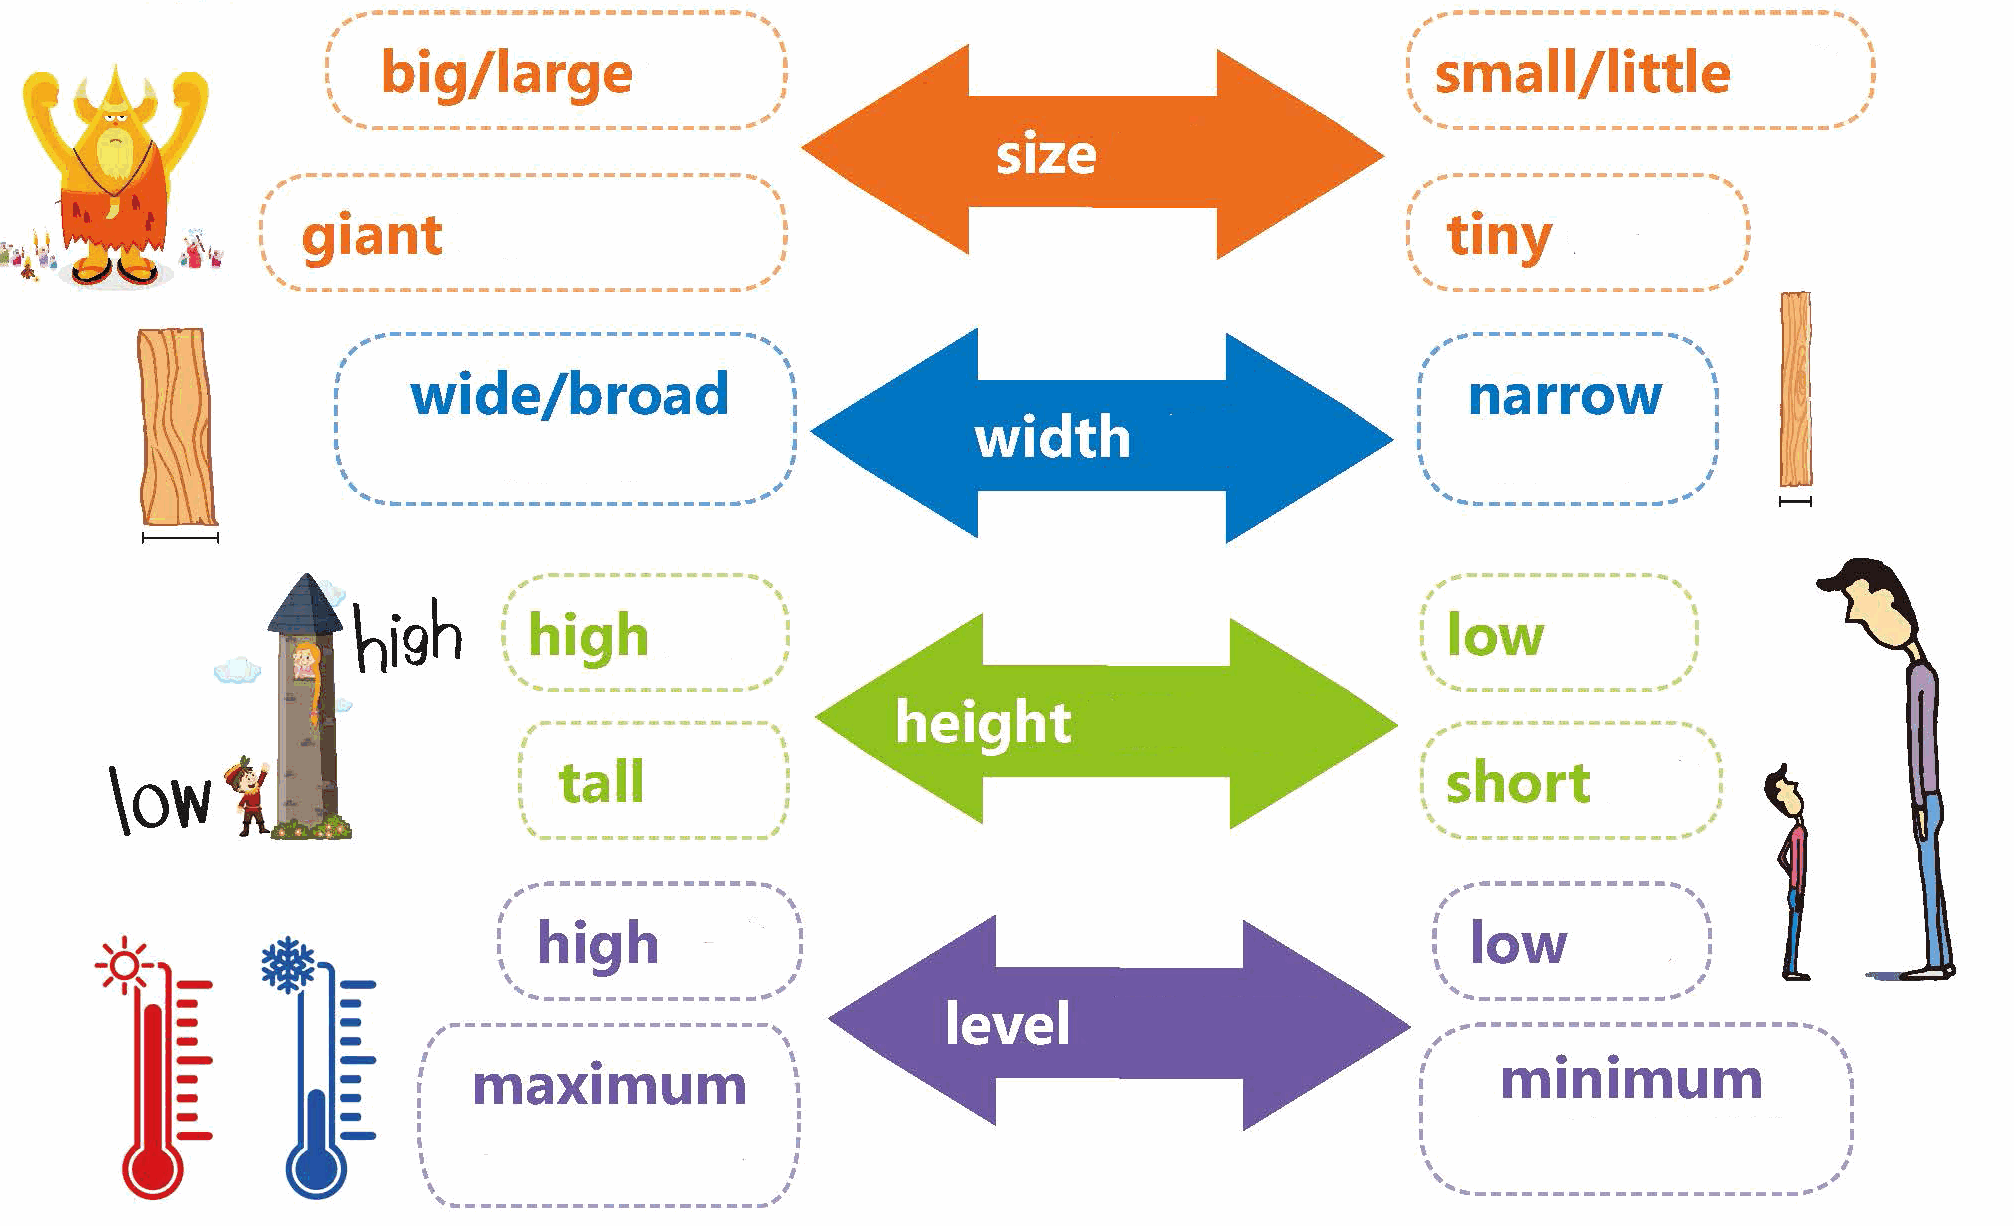 big/large
size
small/little
giant
tiny
wide/broad
width
narrow
high
high
low
height
low
tall
short
high
level
low
maximum
minimum